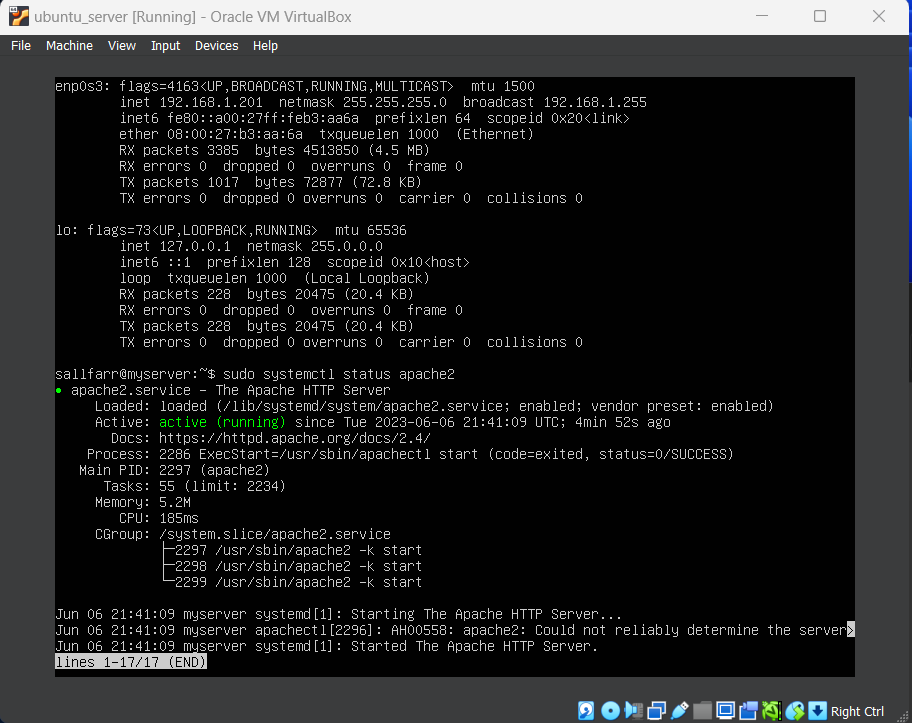 ubuntu_server [Running] - Oracle VM VirtualBox
File Machine View Input Devices Help
enp0s3: flags=4163<UP,BROADCAST,RUNNING,MULTICAST>  mtu 1500
        inet 192.168.1.201  netmask 255.255.255.0  broadcast 192.168.1.255
        inet6 fe80::a00:27ff:feb3:aa6a  prefixlen 64  scopeid 0x20<link>
        ether 08:00:27:b3:aa:6a  txqueuelen 1000  (Ethernet)
        RX packets 3385  bytes 4513850 (4.5 MB)
        RX errors 0  dropped 0  overruns 0  frame 0
        TX packets 1017  bytes 72877 (72.8 KB)
        TX errors 0  dropped 0 overruns 0  carrier 0  collisions 0
lo: flags=73<UP,LOOPBACK,RUNNING>  mtu 65536
        inet 127.0.0.1  netmask 255.0.0.0
        inet6 ::1  prefixlen 128  scopeid 0x10<host>
        loop  txqueuelen 1000  (Local Loopback)
        RX packets 228  bytes 20475 (20.4 KB)
        RX errors 0  dropped 0  overruns 0  frame 0
        TX packets 228  bytes 20475 (20.4 KB)
        TX errors 0  dropped 0 overruns 0  carrier 0  collisions 0
sallfarr@myserver:~$ sudo systemctl status apache2
● apache2.service - The Apache HTTP Server
     Loaded: loaded (/lib/systemd/system/apache2.service; enabled; vendor preset: enabled)
     Active: active (running) since Tue 2023-06-06 21:41:09 UTC; 4min 52s ago
       Docs: https://httpd.apache.org/docs/2.4/
    Process: 2286 ExecStart=/usr/sbin/apachectl start (code=exited, status=0/SUCCESS)
   Main PID: 2297 (apache2)
      Tasks: 55 (limit: 2234)
     Memory: 5.2M
        CPU: 185ms
     CGroup: /system.slice/apache2.service
             ├─2297 /usr/sbin/apache2 -k start
             ├─2298 /usr/sbin/apache2 -k start
             └─2299 /usr/sbin/apache2 -k start
Jun 06 21:41:09 myserver systemd[1]: Starting The Apache HTTP Server...
Jun 06 21:41:09 myserver apachectl[2296]: AH00558: apache2: Could not reliably determine the server>
Jun 06 21:41:09 myserver systemd[1]: Started The Apache HTTP Server.
lines 1-17/17 (END)
Right Ctrl